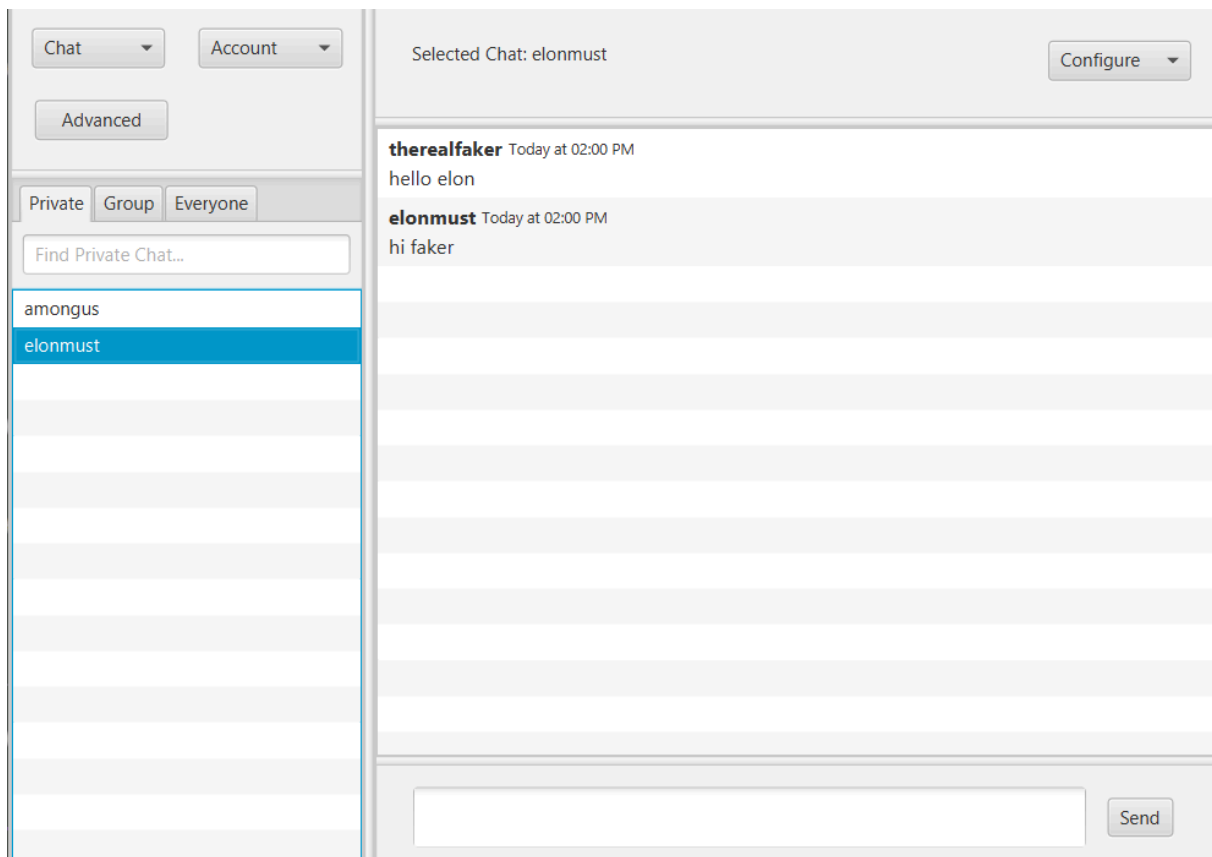 Chat
Account
Advanced
Private Group Everyone
Find Private Chat...
amongus
elonmust
Selected Chat: elonmust
Configure
therealfaker Today at 02:00 PM
hello elon
elonmust Today at 02:00 PM
hi faker
Send